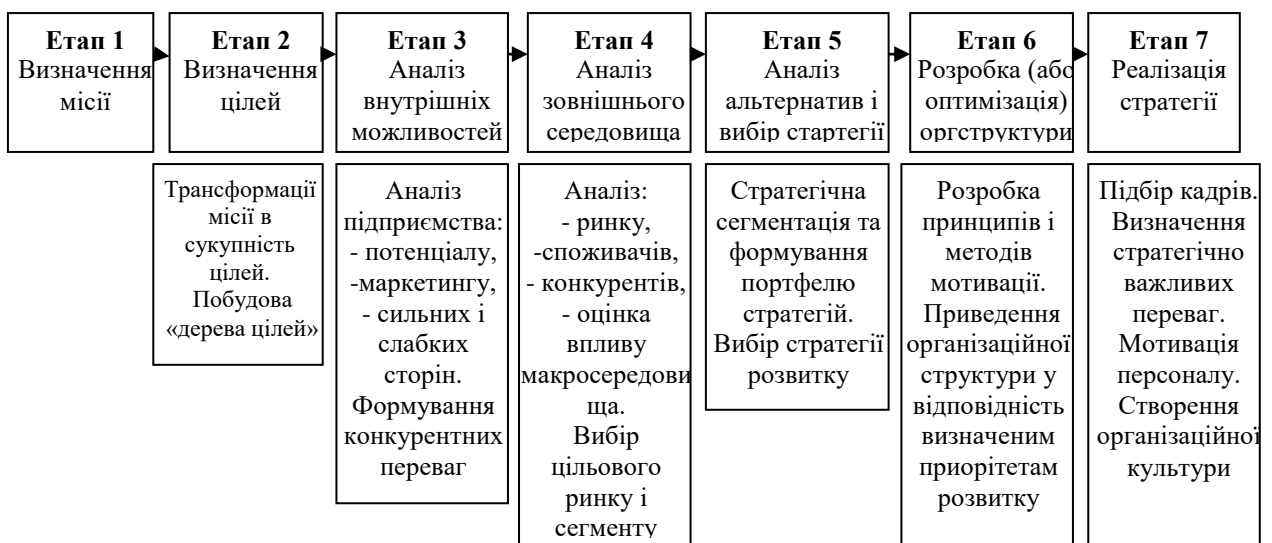 Етап 1
Визначення
місії
Етап 2
Визначення
цілей
Етап 3
Аналіз
внутрішніх
можливостей
Етап 4
Аналіз
зовнішнього
середовища
Етап 5
Аналіз
альтернатив і
вибір стартегії
Етап 6
Розробка (або
оптимізація)
оргструктури
Етап 7
Реалізація
стратегії
Трансформації
місії в
сукупність
цілей.
Побудова
«дерева цілей»
Аналіз
підприємства:
- потенціалу,
-маркетингу,
- сильних і
слабких
сторін.
Формування
конкурентних
переваг
Аналіз:
- ринку,
-споживачів,
- конкурентів,
- оцінка
впливу
макросередови
ща.
Вибір
цільового
ринку і
сегменту
Стратегічна
сегментація та
формування
портфелю
стратегій.
Вибір стратегії
розвитку
Розробка
принципів і
методів
мотивації.
Приведення
організаційної
структури у
відповідність
визначеним
приорітетам
розвитку
Підбір кадрів.
Визначення
стратегічно
важливих
переваг.
Мотивація
персоналу.
Створення
організаційної
культури